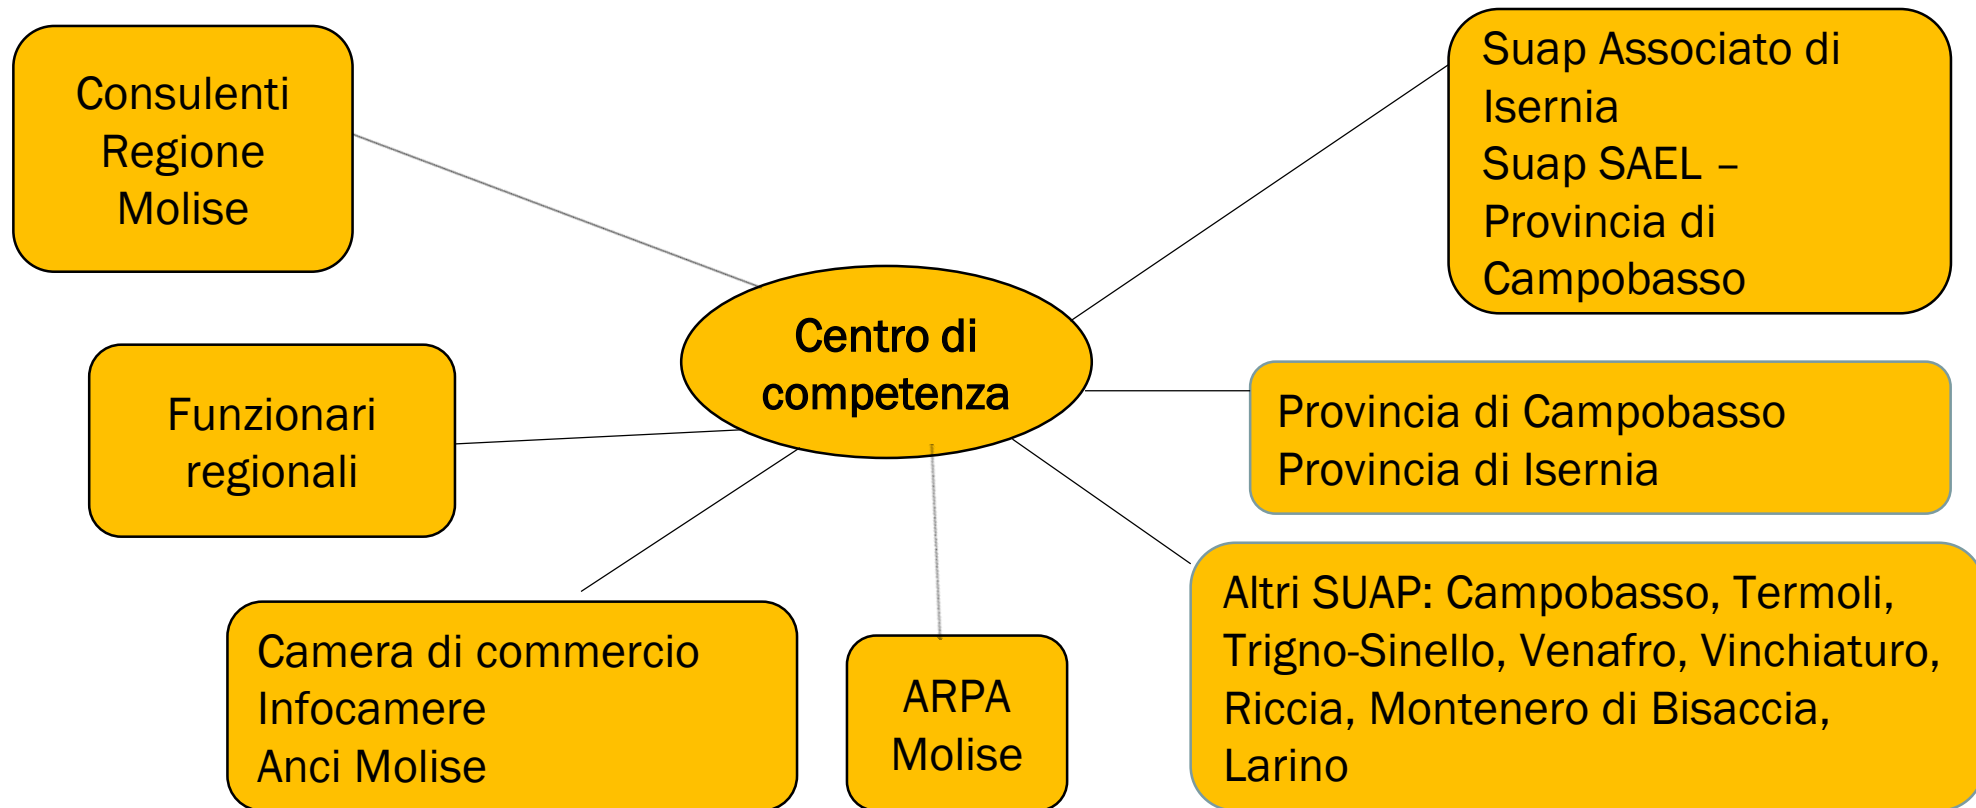 Consulenti
Regione
Molise
Suap Associato di
Isernia
Suap SAEL –
Provincia di
Campobasso
Centro di
competenza
Funzionari
regionali
Provincia di Campobasso
Provincia di Isernia
Camera di commercio
Infocamere
Anci Molise
ARPA
Molise
Altri SUAP: Campobasso, Termoli,
Trigno-Sinello, Venafro, Vinchiaturo,
Riccia, Montenero di Bisaccia,
Larino